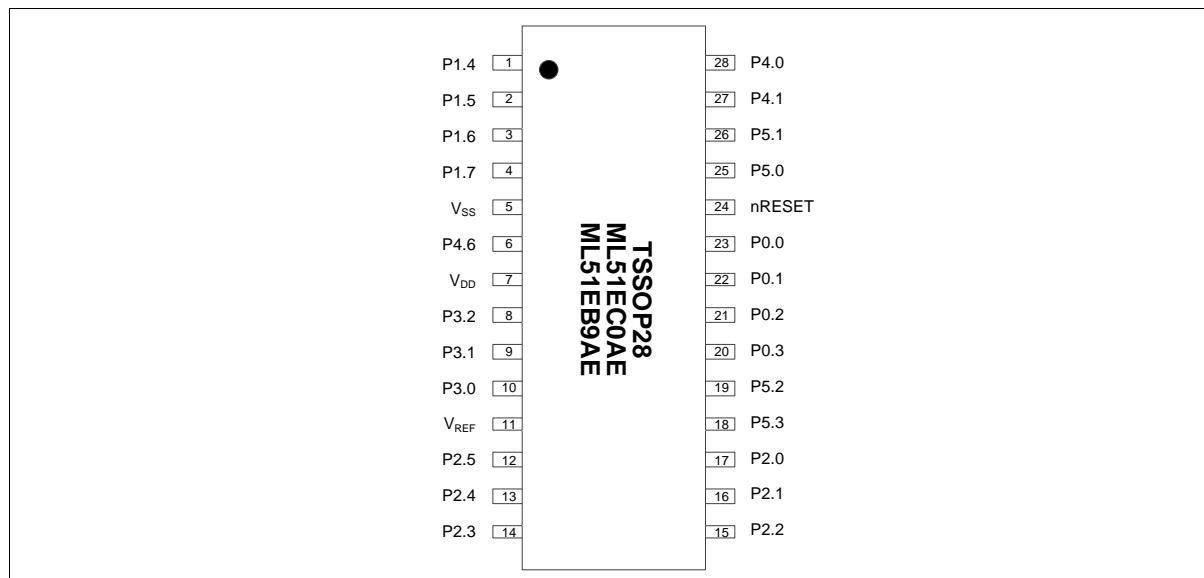 P1.4 1 28 P4.0
P1.5 2 27 P4.1
P1.6 3 26 P5.1
P1.7 4 25 P5.0
VSS 5 24 nRESET
P4.6 6 23 P0.0
VDD 7 22 P0.1
P3.2 8 21 P0.2
P3.1 9 20 P0.3
P3.0 10 19 P5.2
VREF 11 18 P5.3
P2.5 12 17 P2.0
P2.4 13 16 P2.1
P2.3 14 15 P2.2
TSSOP28
ML51EC0AE
ML51EB9AE